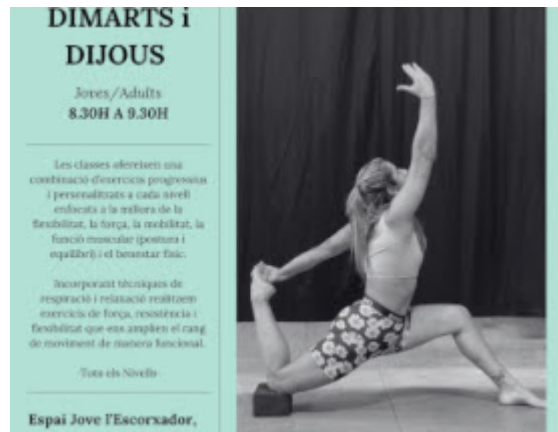 DIMARTS i
DIJOUS
Joves/Adults
8.30H A 9.30H
Les classes ofereixen una
combinació d'exercicis progressius
i personalitzats a cada nivell
enfocats a la millora de la
flexibilitat, la força, la mobilitat, la
funció muscular (postura i
equilibri) i el benestar físic.
Incorporant tècniques de
respiració i relaxació realitzem
exercicis de força, resistència i
flexibilitat que ens amplien el rang
de moviment de manera funcional.
-Tots els Nivells-
Espai Jove l'Escorxador,